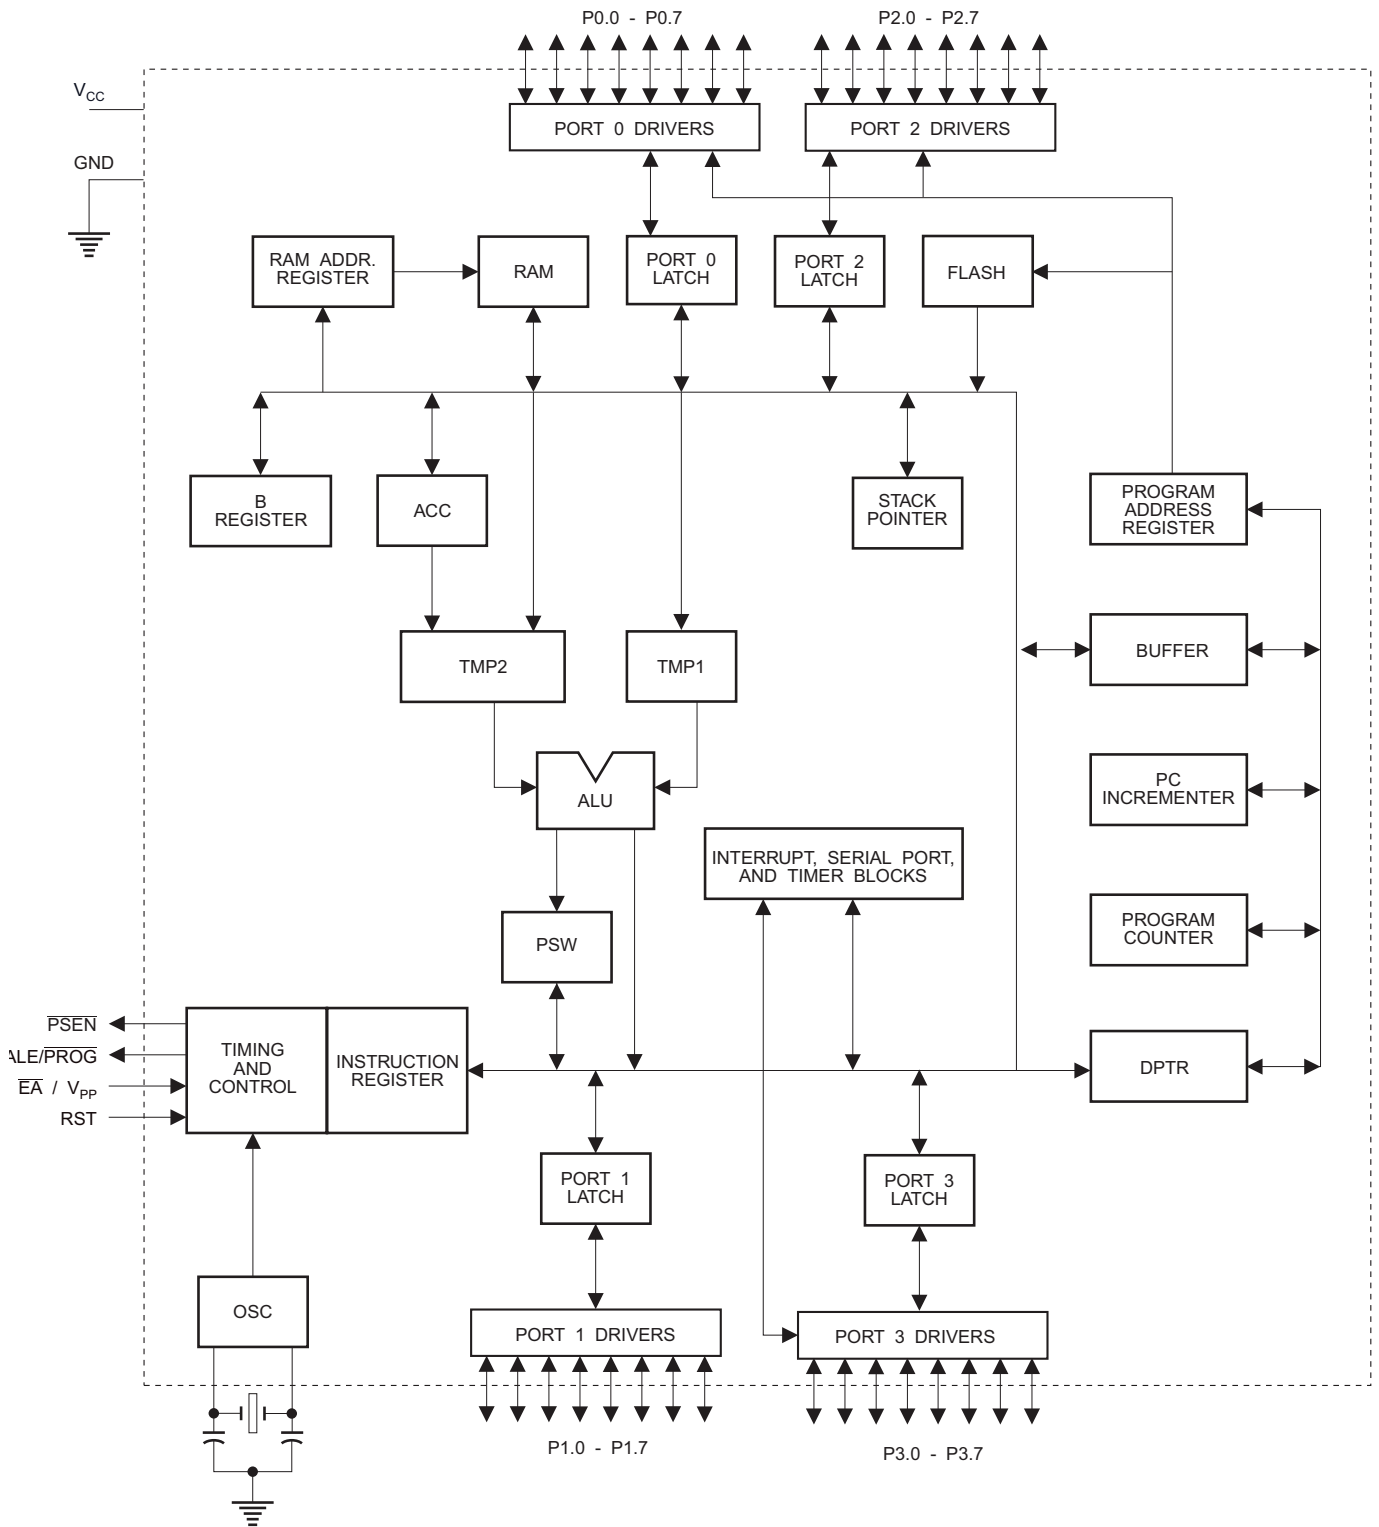 P0.0 - P0.7
P2.0 - P2.7
VCC
PORT 0 DRIVERS
PORT 2 DRIVERS
GND
RAM ADDR.
REGISTER
RAM
PORT 0
LATCH
PORT 2
LATCH
FLASH
B
REGISTER
ACC
STACK
POINTER
PROGRAM
ADDRESS
REGISTER
TMP2
TMP1
BUFFER
ALU
PC
INCREMENTER
INTERRUPT, SERIAL PORT,
AND TIMER BLOCKS
PROGRAM
COUNTER
PSW
PSEN
ALE/PROG
EA / VPP
RST
TIMING
AND
CONTROL
INSTRUCTION
REGISTER
DPTR
PORT 1
LATCH
PORT 3
LATCH
OSC
PORT 1 DRIVERS
PORT 3 DRIVERS
P1.0 - P1.7
P3.0 - P3.7